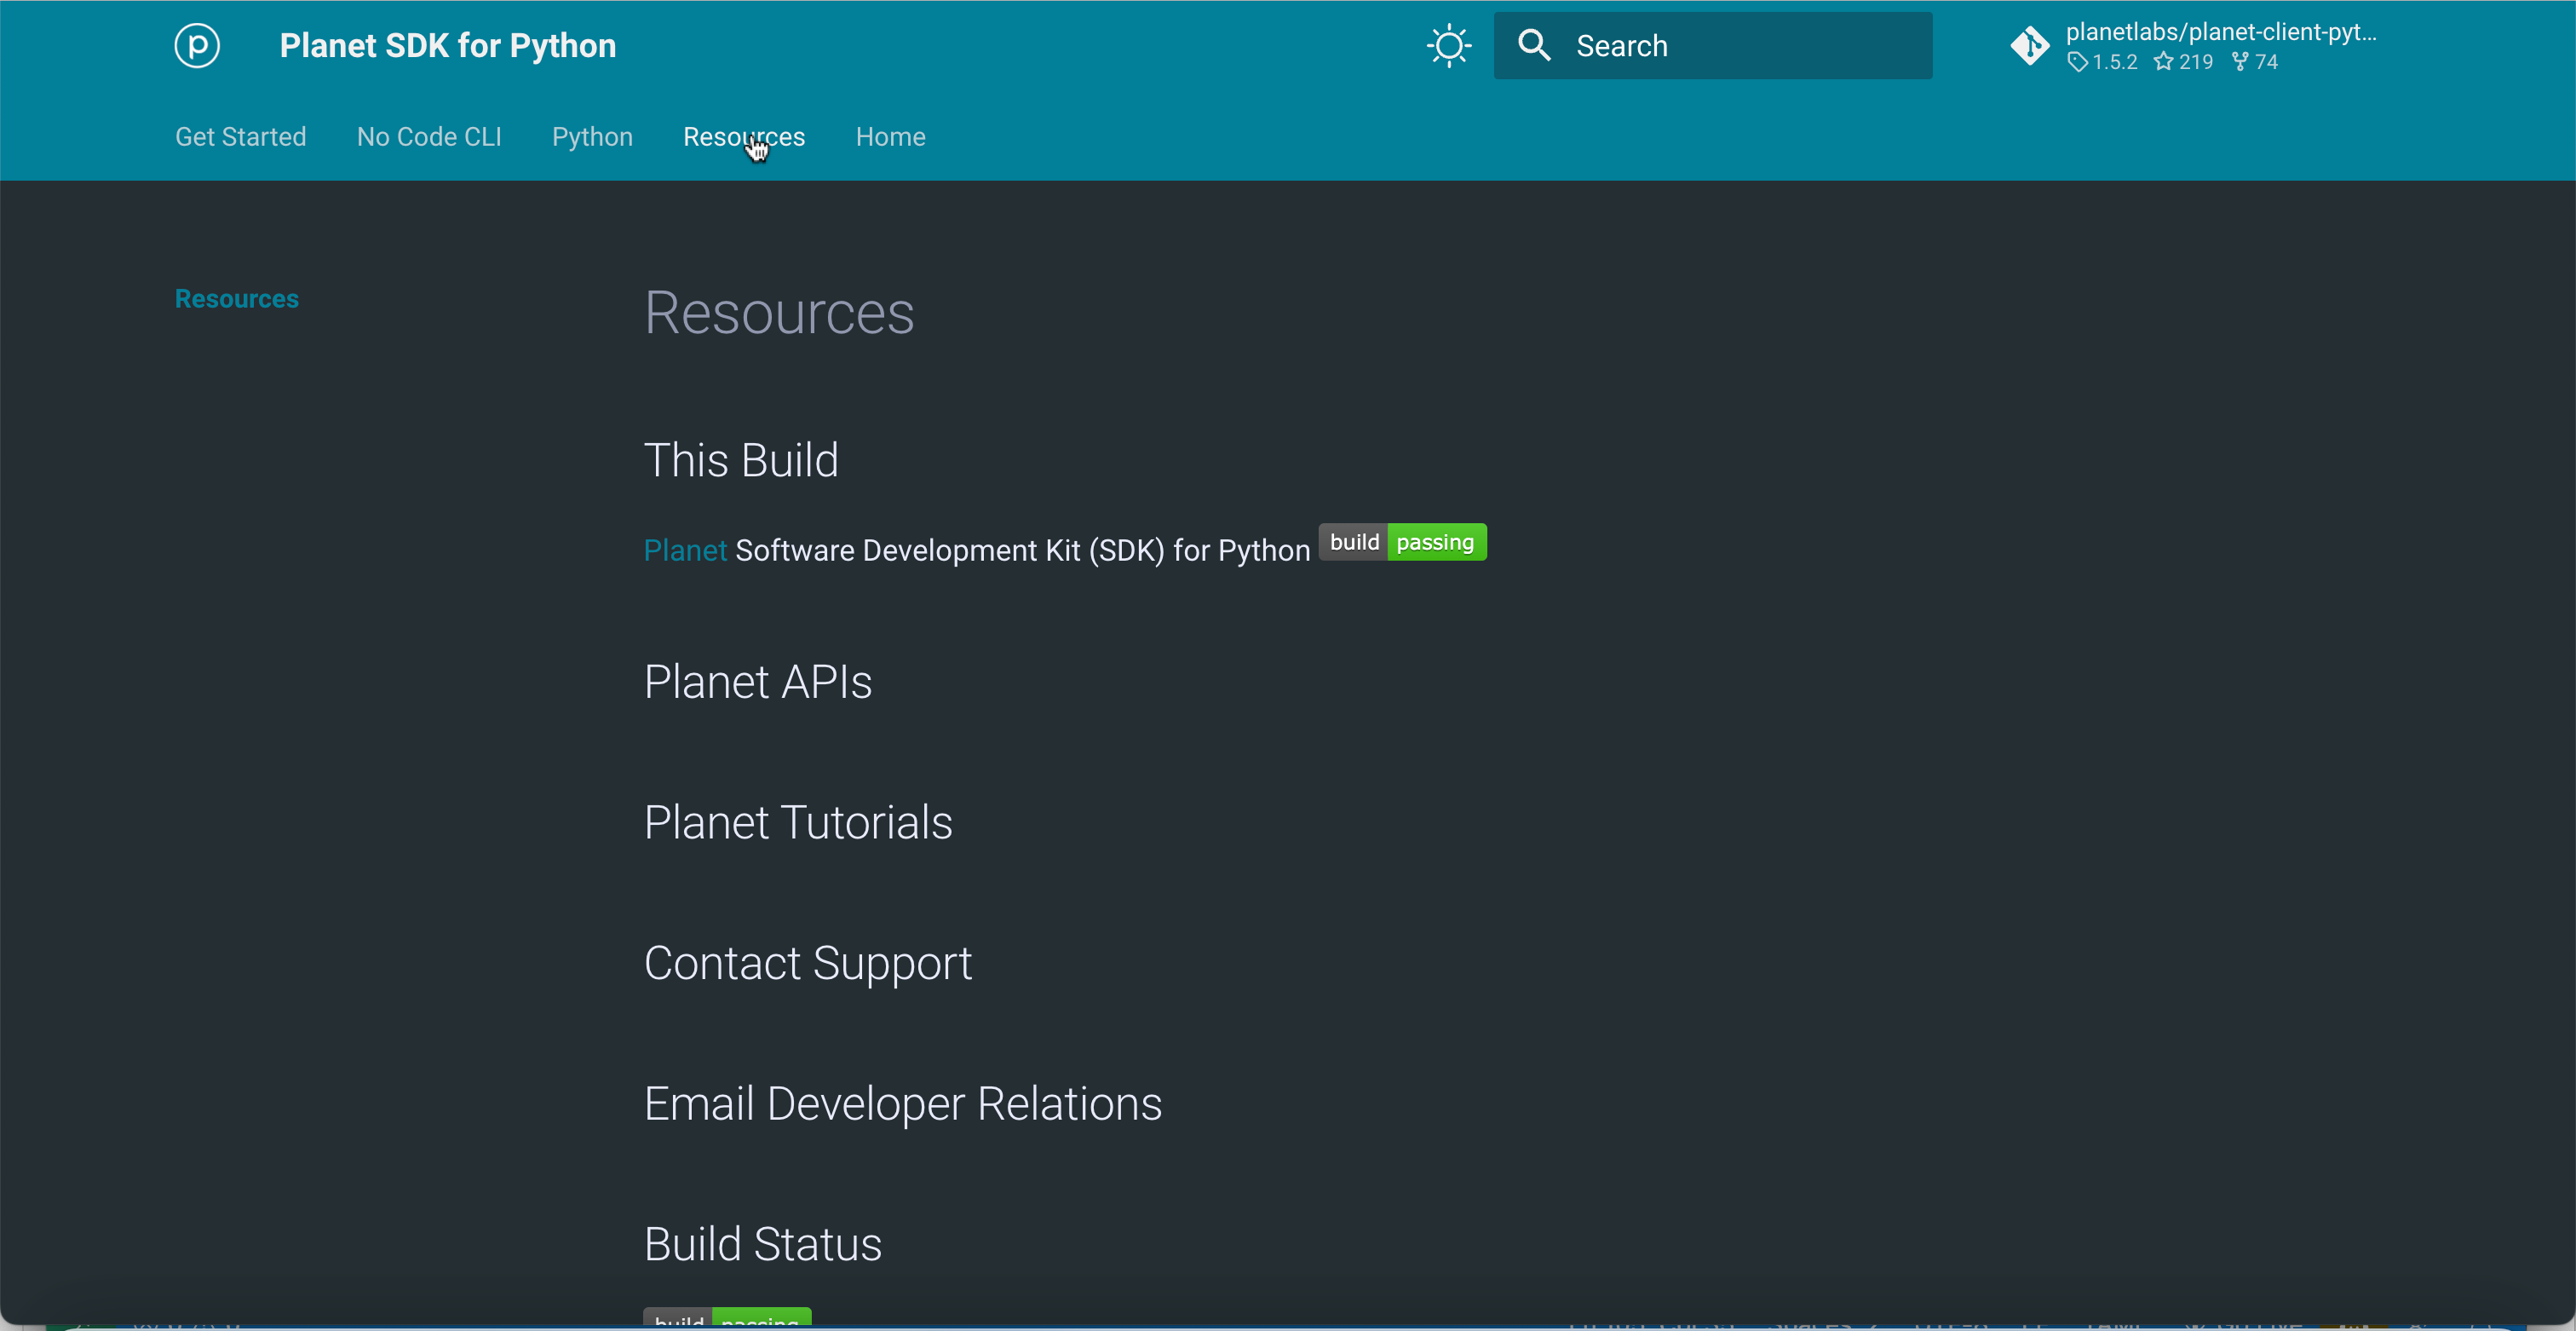 Planet SDK for Python
Search
planetlabs/planet-client-pyt...
1.5.2 219 74
Get Started No Code CLI Python Resources Home
Resources
Resources
This Build
Planet Software Development Kit (SDK) for Python build passing
Planet APIs
Planet Tutorials
Contact Support
Email Developer Relations
Build Status
build passing